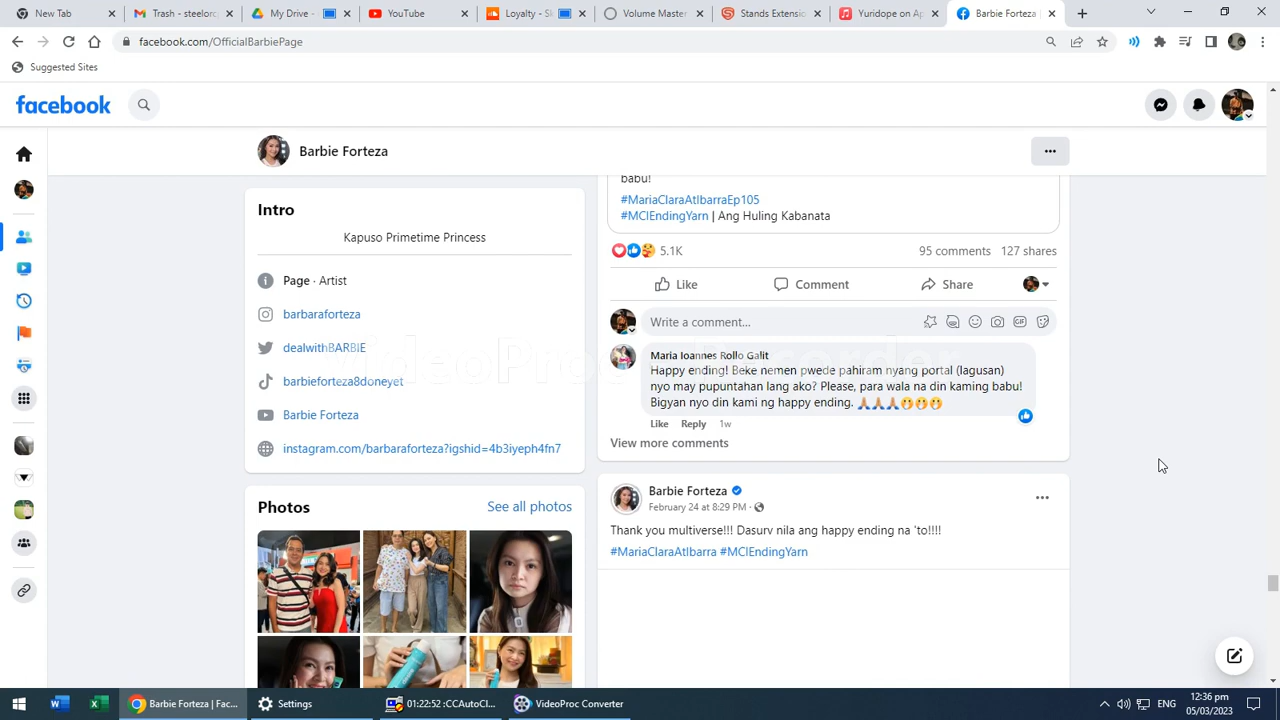 New Tab
Trash - steelorc
My Drive -
YouTube
Loyalty - Sk
Volume Master
Stands Extensio
Yuridope on Ap
Barbie Forteza |
facebook.com/OfficialBarbiePage
Suggested Sites
facebook
Barbie Forteza
Intro
Kapuso Primetime Princess
Page · Artist
barbaraforteza
dealwithBARBIE
barbieforteza8doneyet
Barbie Forteza
instagram.com/barbaraforteza?igshid=4b3iyeph4fn7
Photos
See all photos
babu!
#MariaClaraAtIbarraEp105
#MCIEndingYarn | Ang Huling Kabanata
5.1K
95 comments 127 shares
Like
Comment
Share
Write a comment...
GIF
Maria Ioannes Rollo Galit
Happy ending! Beke nemen pwede pahiram nyang portal (lagusan)
nyo may pupuntahan lang ako? Please, para wala na din kaming babu!
Bigyan nyo din kami ng happy ending. 🙏🙏🙏🤭🤭🤭
Like Reply 1w
View more comments
Barbie Forteza
February 24 at 8:29 PM ·
Thank you multiverse!!! Dasurv nila ang happy ending na 'to!!!!
#MariaClaraAtIbarra #MCIEndingYarn
VideoProc Recorder
Barbie Forteza | Fac...
Settings
01:22:52 :CCAutoCl...
VideoProc Converter
ENG
12:36 pm
05/03/2023